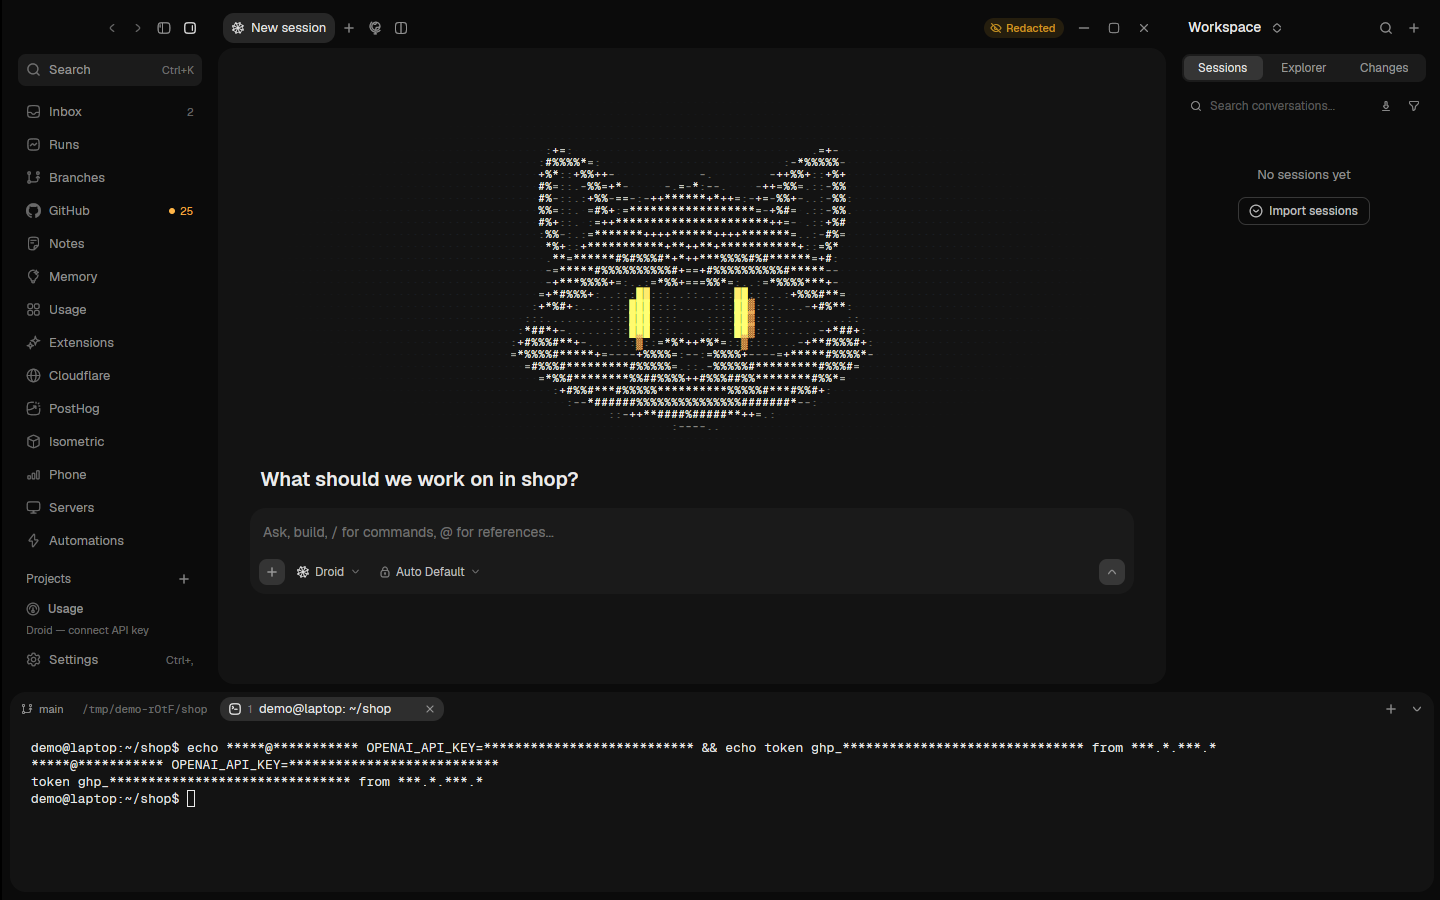 New session
Redacted
Workspace
Search Ctrl+K
Sessions Explorer Changes
Inbox 2
Search conversations...
Runs
Branches
No sessions yet
GitHub 25
Import sessions
Notes
Memory
Usage
Extensions
Cloudflare
PostHog
Isometric
Phone
What should we work on in shop?
Servers
Ask, build, / for commands, @ for references...
Automations
Droid Auto Default
Projects
Usage
Droid — connect API key
Settings Ctrl+,
main /tmp/demo-rOtF/shop 1 demo@laptop: ~/shop
demo@laptop:~/shop$ echo *****@*********** OPENAI_API_KEY=*************************** && echo token ghp_******************************* from ***.*.***.*
*****@*********** OPENAI_API_KEY=***************************
token ghp_******************************* from ***.*.***.*
demo@laptop:~/shop$